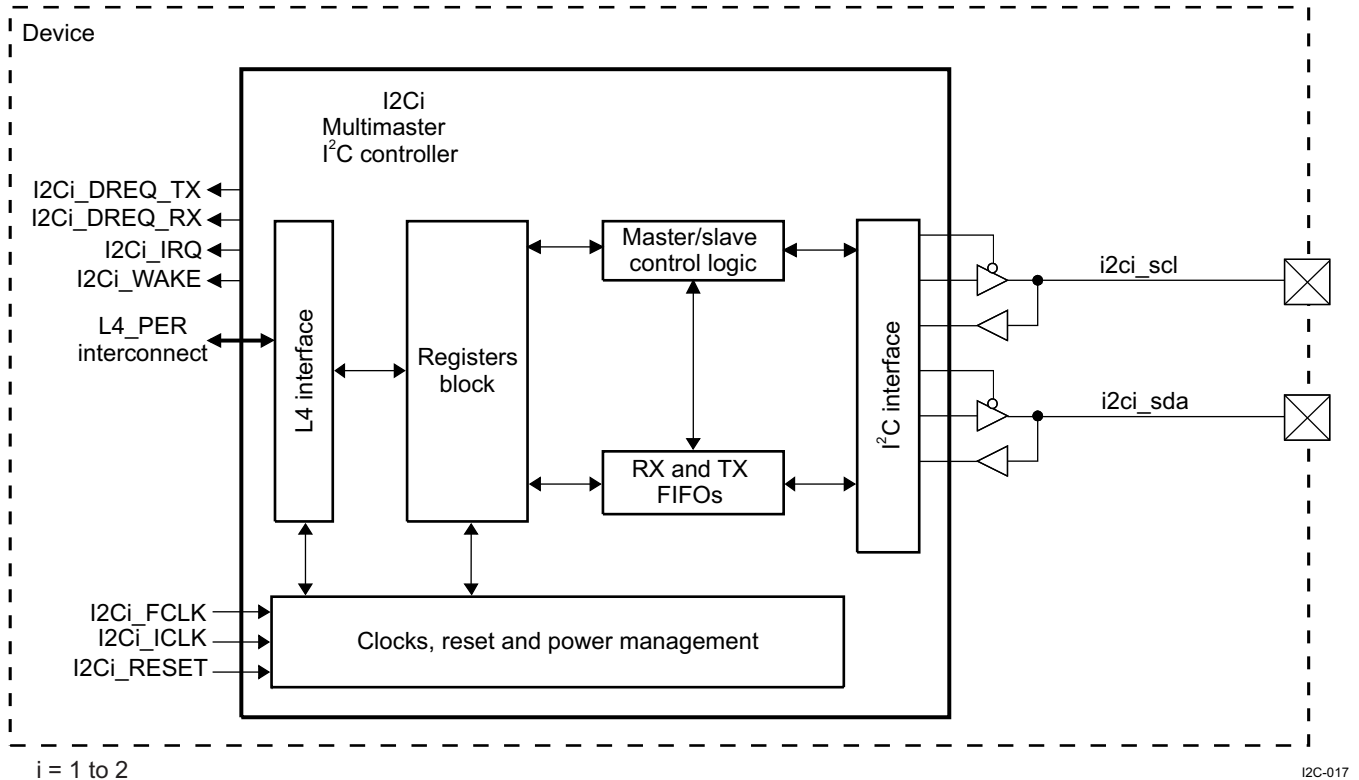 Device
I2Ci
Multimaster
I²C controller
I2Ci_DREQ_TX
I2Ci_DREQ_RX
I2Ci_IRQ
I2Ci_WAKE
L4_PER
interconnect
L4 interface
Registers
block
Master/slave
control logic
RX and TX
FIFOs
I²C interface
i2ci_scl
i2ci_sda
I2Ci_FCLK
I2Ci_ICLK
I2Ci_RESET
Clocks, reset and power management
i = 1 to 2
I2C-017